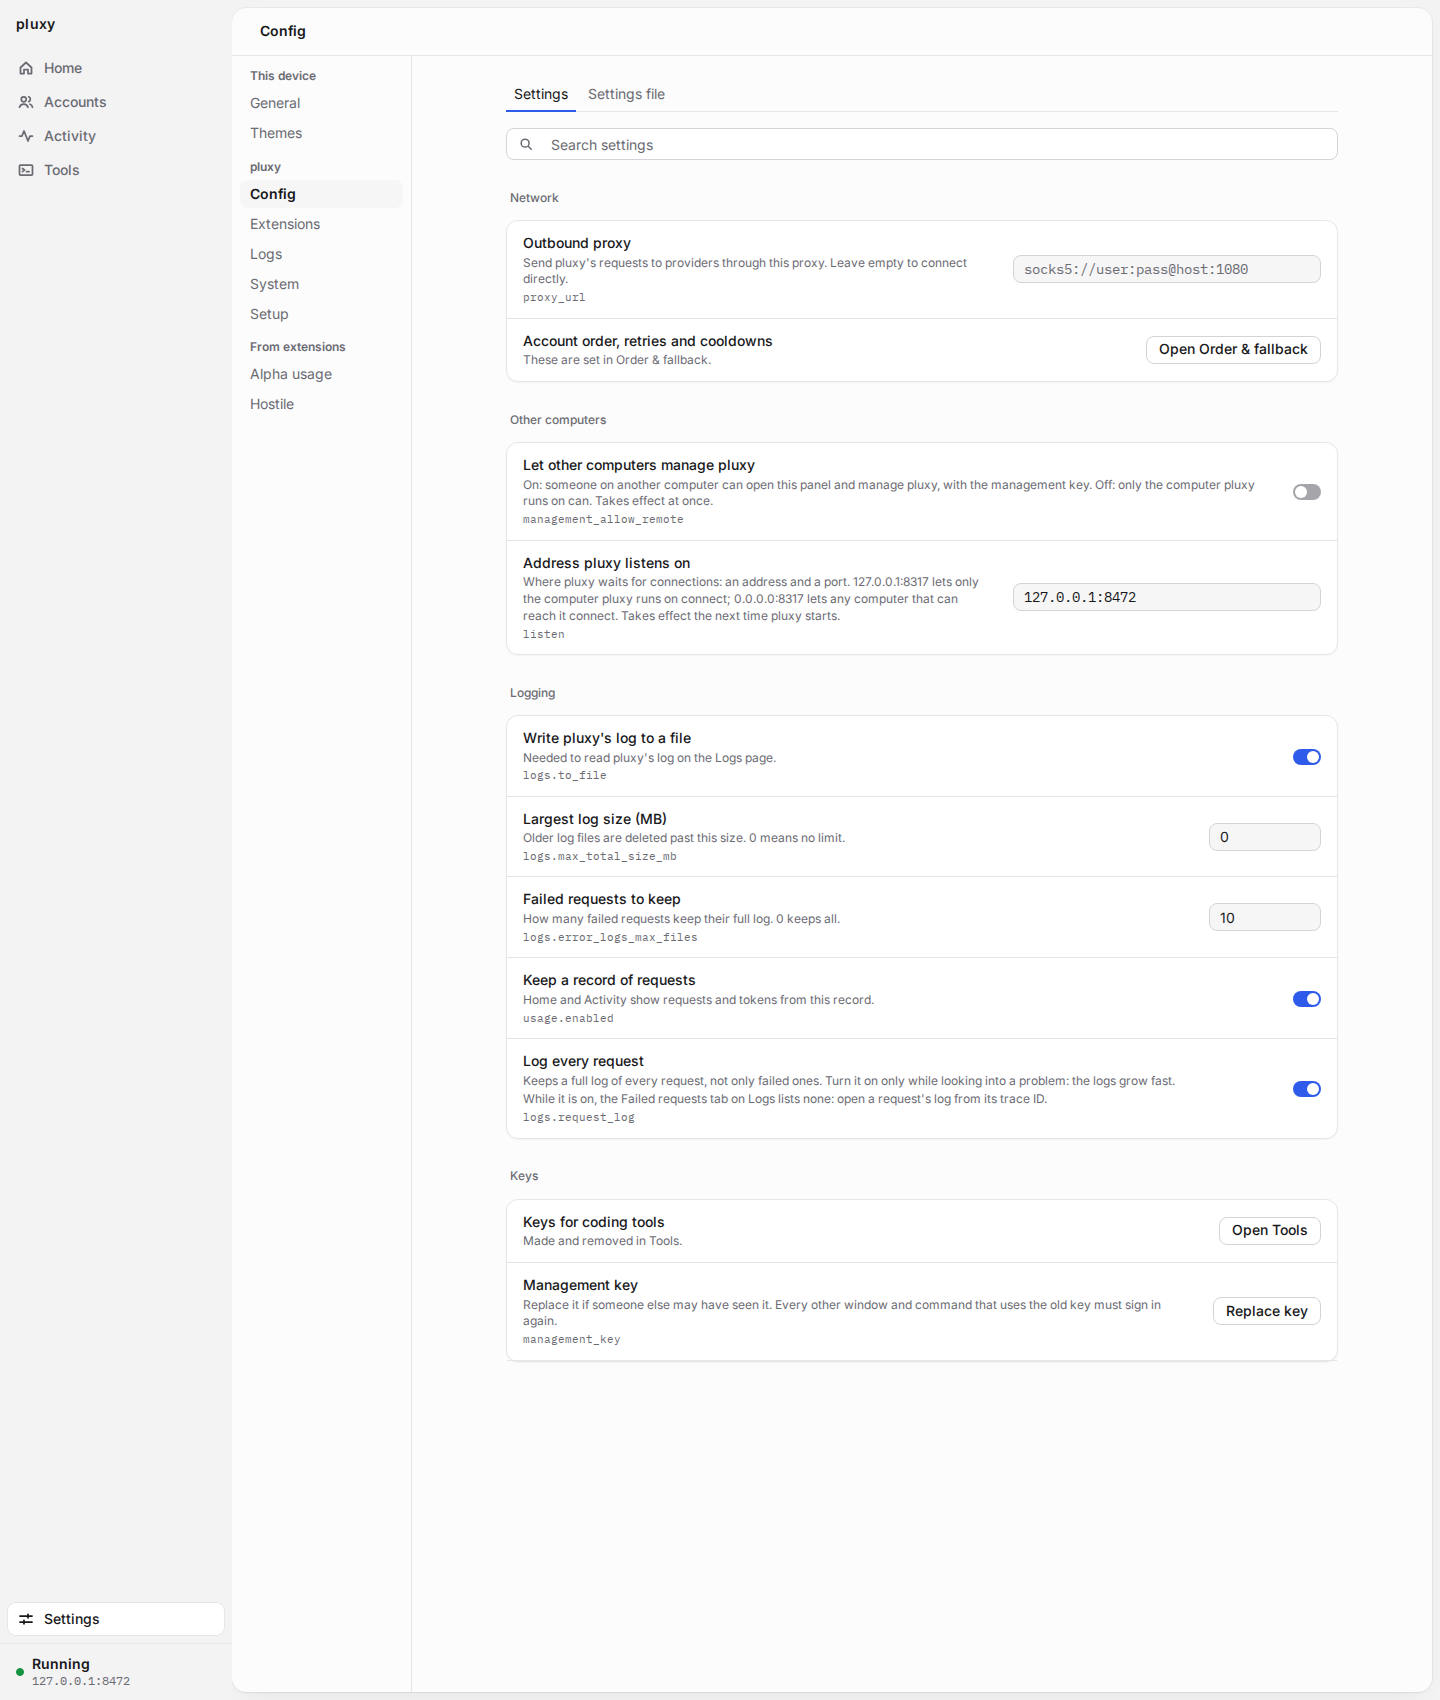 pluxy
Home
Accounts
Activity
Tools
Settings
Running
127.0.0.1:8472
Config
This device
General
Themes
pluxy
Config
Extensions
Logs
System
Setup
From extensions
Alpha usage
Hostile
Settings
Settings file
Search settings
Network
Outbound proxy
Send pluxy's requests to providers through this proxy. Leave empty to connect
directly.
proxy_url
socks5://user:pass@host:1080
Account order, retries and cooldowns
These are set in Order & fallback.
Open Order & fallback
Other computers
Let other computers manage pluxy
On: someone on another computer can open this panel and manage pluxy, with the management key. Off: only the computer pluxy
runs on can. Takes effect at once.
management_allow_remote
Address pluxy listens on
Where pluxy waits for connections: an address and a port. 127.0.0.1:8317 lets only
the computer pluxy runs on connect; 0.0.0.0:8317 lets any computer that can
reach it connect. Takes effect the next time pluxy starts.
listen
127.0.0.1:8472
Logging
Write pluxy's log to a file
Needed to read pluxy's log on the Logs page.
logs.to_file
Largest log size (MB)
Older log files are deleted past this size. 0 means no limit.
logs.max_total_size_mb
0
Failed requests to keep
How many failed requests keep their full log. 0 keeps all.
logs.error_logs_max_files
10
Keep a record of requests
Home and Activity show requests and tokens from this record.
usage.enabled
Log every request
Keeps a full log of every request, not only failed ones. Turn it on only while looking into a problem: the logs grow fast.
While it is on, the Failed requests tab on Logs lists none: open a request's log from its trace ID.
logs.request_log
Keys
Keys for coding tools
Made and removed in Tools.
Open Tools
Management key
Replace it if someone else may have seen it. Every other window and command that uses the old key must sign in
again.
management_key
Replace key